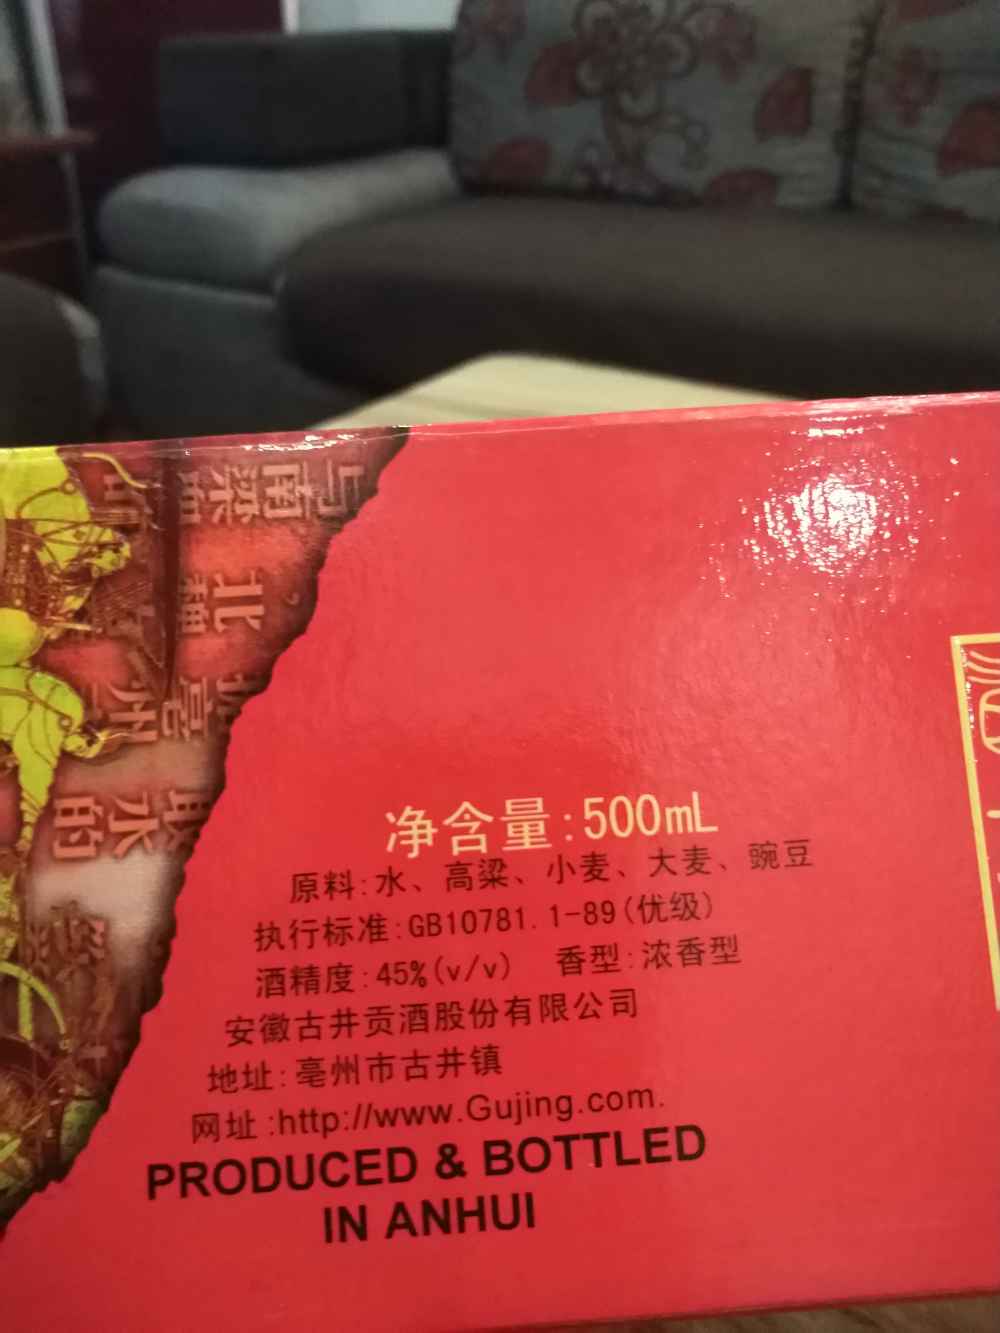 净含量:500mL
原料:水、高粱、小麦、大麦、豌豆
执行标准:GB10781.1-89(优级)
酒精度:45%(v/v) 香型:浓香型
安徽古井贡酒股份有限公司
地址:亳州市古井镇
网址:http://www.Gujing.com.
PRODUCED & BOTTLED
IN ANHUI